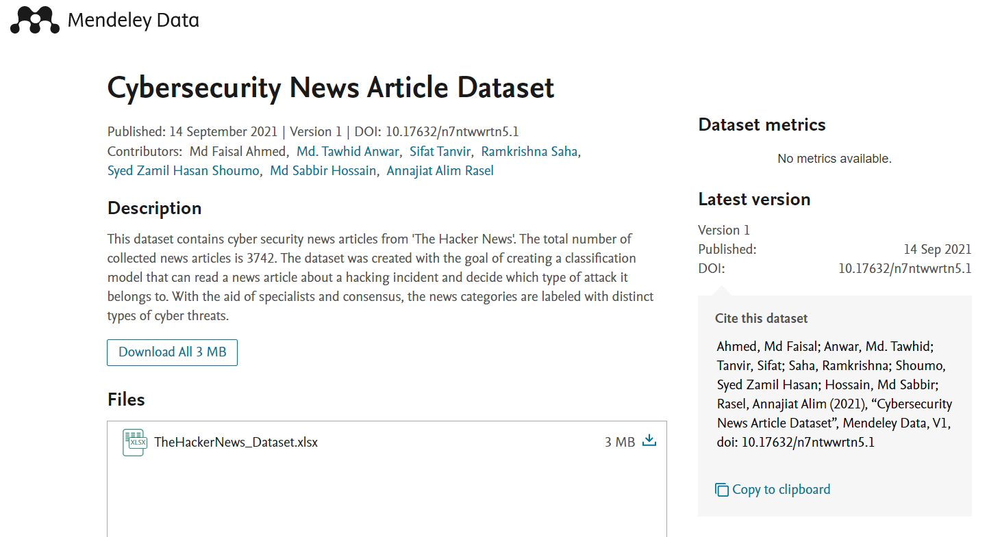 Mendeley Data
Cybersecurity News Article Dataset
Published: 14 September 2021 | Version 1 | DOI: 10.17632/n7ntwwrtn5.1
Contributors: Md Faisal Ahmed, Md. Tawhid Anwar, Sifat Tanvir, Ramkrishna Saha,
Syed Zamil Hasan Shoumo, Md Sabbir Hossain, Annajiat Alim Rasel
Description
This dataset contains cyber security news articles from 'The Hacker News'. The total number of
collected news articles is 3742. The dataset was created with the goal of creating a classification
model that can read a news article about a hacking incident and decide which type of attack it
belongs to. With the aid of specialists and consensus, the news categories are labeled with distinct
types of cyber threats.
Download All 3 MB
Files
XLSX TheHackerNews_Dataset.xlsx 3 MB
Dataset metrics
No metrics available.
Latest version
Version 1
Published: 14 Sep 2021
DOI: 10.17632/n7ntwwrtn5.1
Cite this dataset
Ahmed, Md Faisal; Anwar, Md. Tawhid;
Tanvir, Sifat; Saha, Ramkrishna; Shoumo,
Syed Zamil Hasan; Hossain, Md Sabbir;
Rasel, Annajiat Alim (2021), “Cybersecurity
News Article Dataset”, Mendeley Data, V1,
doi: 10.17632/n7ntwwrtn5.1
Copy to clipboard